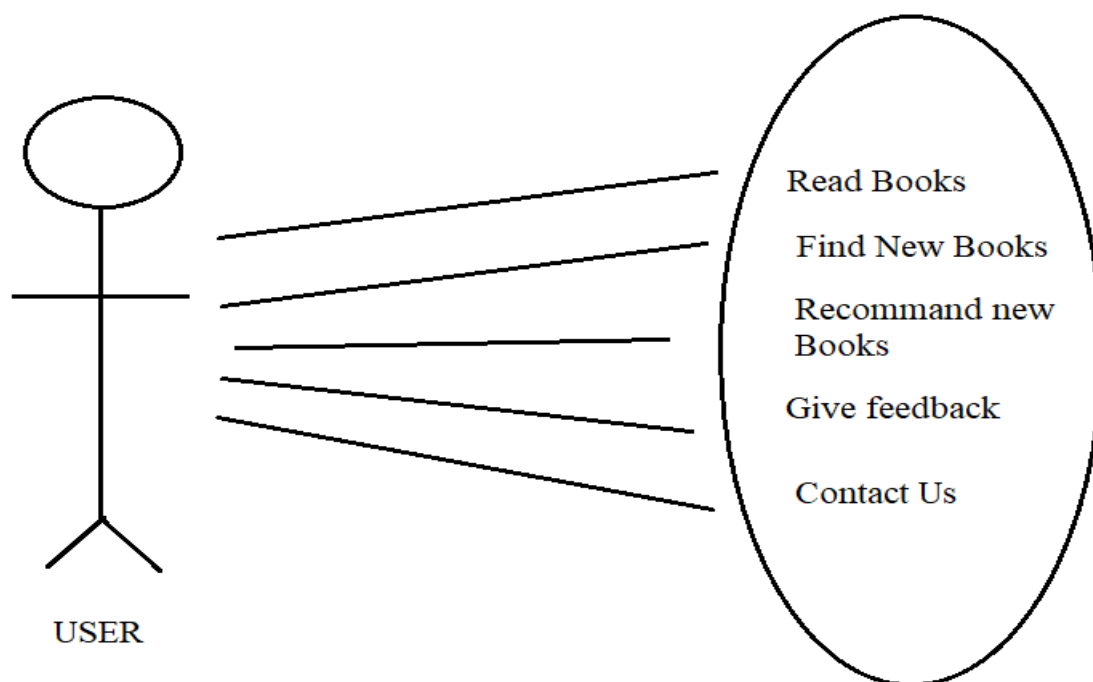 Read Books
Find New Books
Recommand new
Books
Give feedback
Contact Us
USER